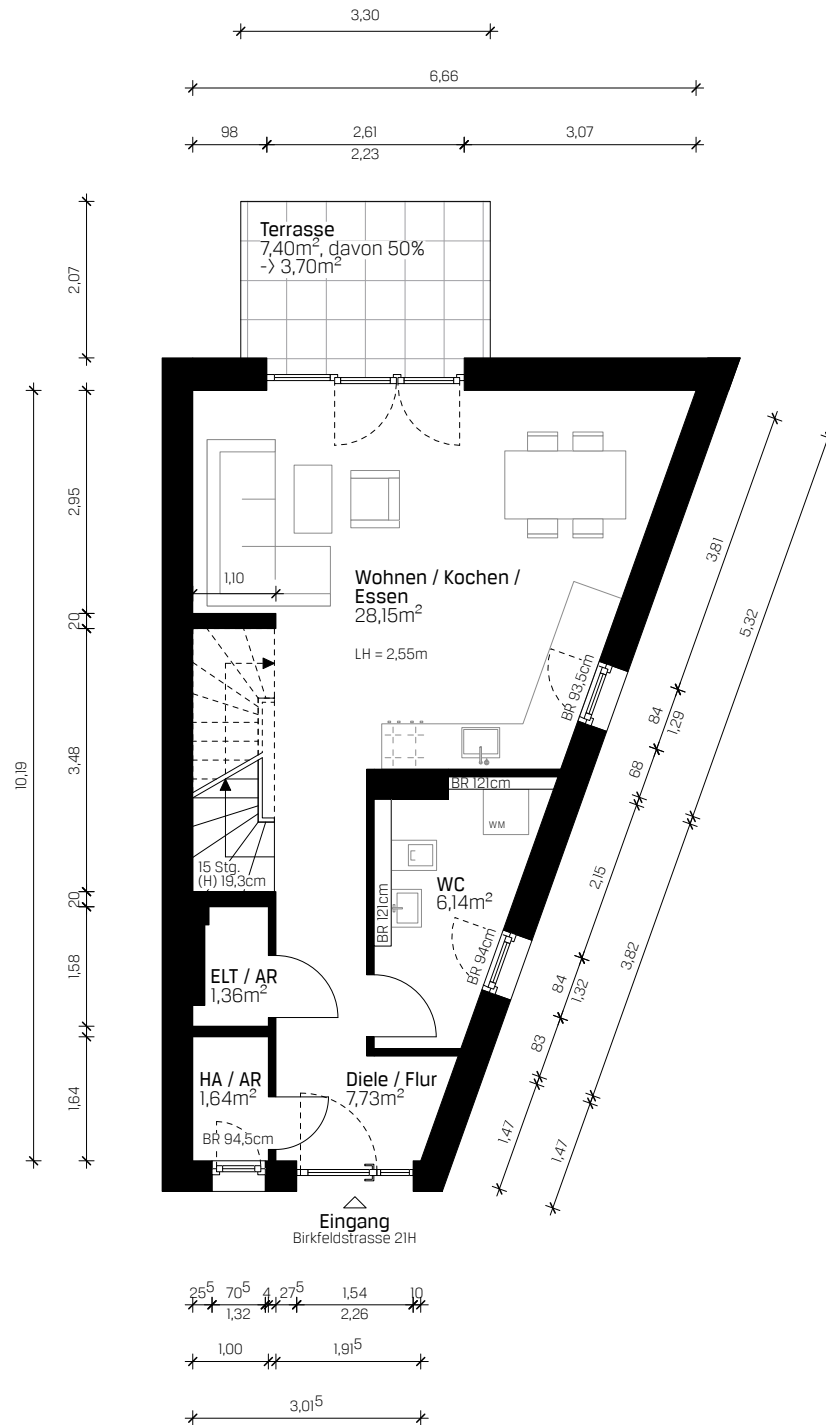 3,30
6,66
98
2,61
3,07
2,23
Terrasse
7,40m², davon 50%
-> 3,70m²
2,07
2,95
20
3,48
20
1,58
1,64
10,19
1,10
Wohnen / Kochen /
Essen
28,15m²
LH = 2,55m
BR 93,5cm
3,81
5,32
84
1,29
68
2,15
3,82
84
1,32
83
1,47
1,47
BR 121cm
WM
15 Stg.
(H) 19,3cm
WC
6,14m²
BR 121cm
BR 94cm
ELT / AR
1,36m²
HA / AR
1,64m²
Diele / Flur
7,73m²
BR 94,5cm
Eingang
Birkfeldstrasse 21H
25⁵ 70⁵ 4 27⁵ 1,54 10
1,32 2,26
1,00 1,91⁵
3,01⁵